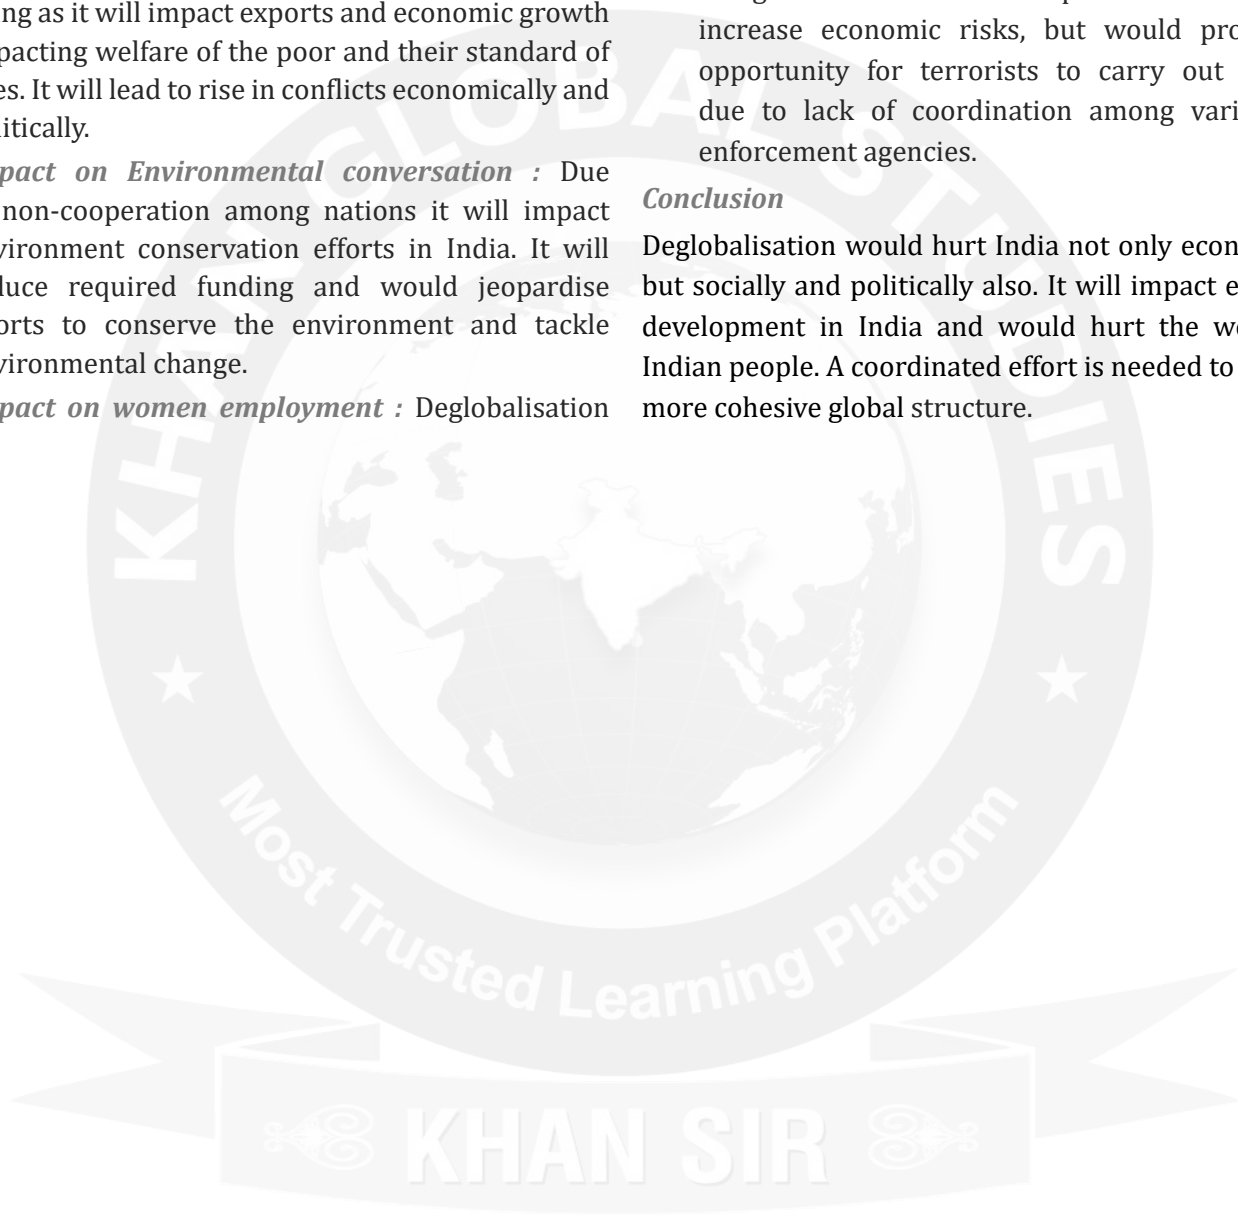 ng as it will impact exports and economic growth
pacting welfare of the poor and their standard of
es. It will lead to rise in conflicts economically and
itically.
pact on Environmental conversation : Due
non-cooperation among nations it will impact
vironment conservation efforts in India. It will
duce required funding and would jeopardise
orts to conserve the environment and tackle
vironmental change.
pact on women employment : Deglobalisation
increase economic risks, but would pro
opportunity for terrorists to carry out
due to lack of coordination among vari
enforcement agencies.
Conclusion
Deglobalisation would hurt India not only econ
but socially and politically also. It will impact e
development in India and would hurt the we
Indian people. A coordinated effort is needed to
more cohesive global structure.
KHAN GLOBAL STUDIES
Most Trusted Learning Platform
KHAN SIR